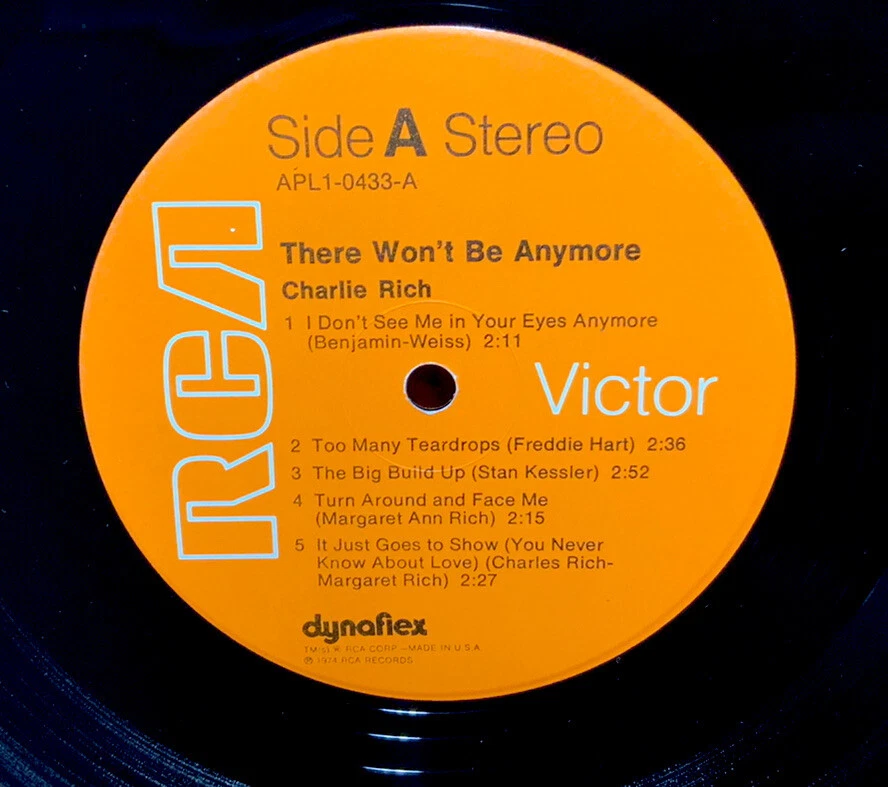 Side A Stereo
APL1-0433-A
RCA
There Won't Be Anymore
Charlie Rich
1 I Don't See Me in Your Eyes Anymore
(Benjamin-Weiss) 2:11
Victor
2 Too Many Teardrops (Freddie Hart) 2:36
3 The Big Build Up (Stan Kessler) 2:52
4 Turn Around and Face Me
(Margaret Ann Rich) 2:15
5 It Just Goes to Show (You Never
Know About Love) (Charles Rich-
Margaret Rich) 2:27
dynaflex
TM(s) ® RCA CORP.—MADE IN U.S.A.
℗ 1974 RCA RECORDS